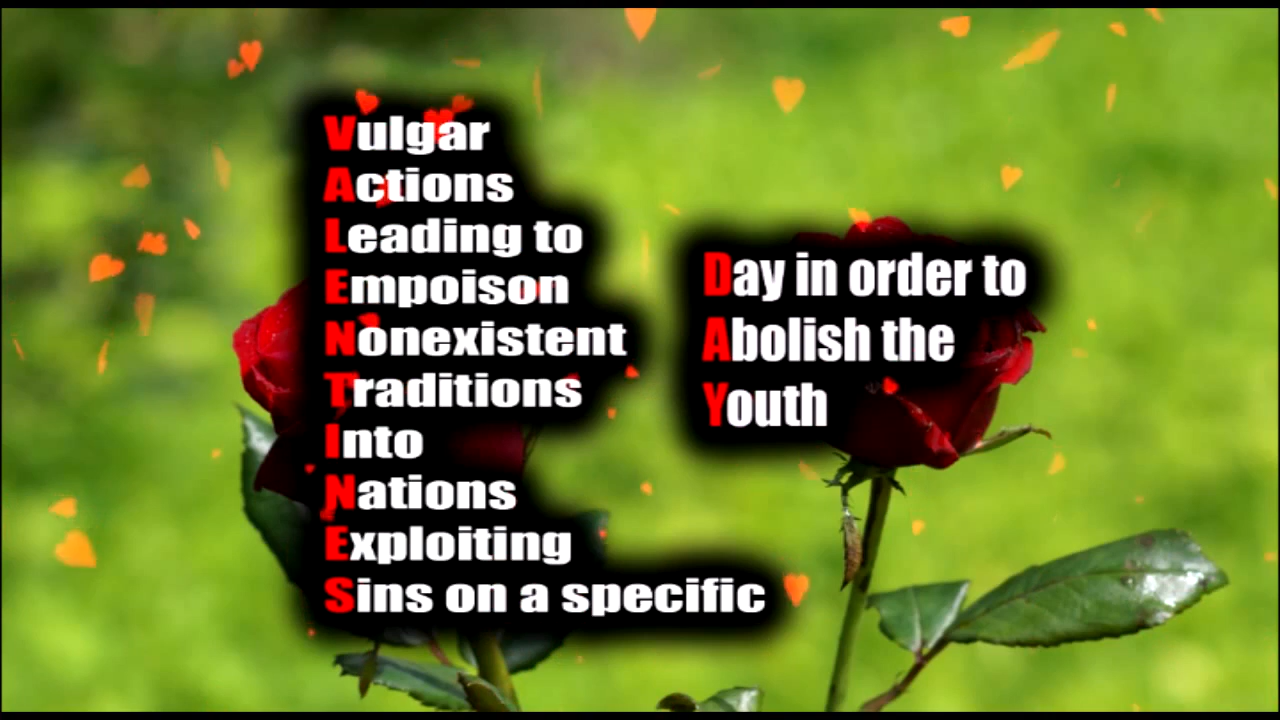 Vulgar
Actions
Leading to
Empoison
Nonexistent
Traditions
Into
Nations
Exploiting
Sins on a specific
Day in order to
Abolish the
Youth